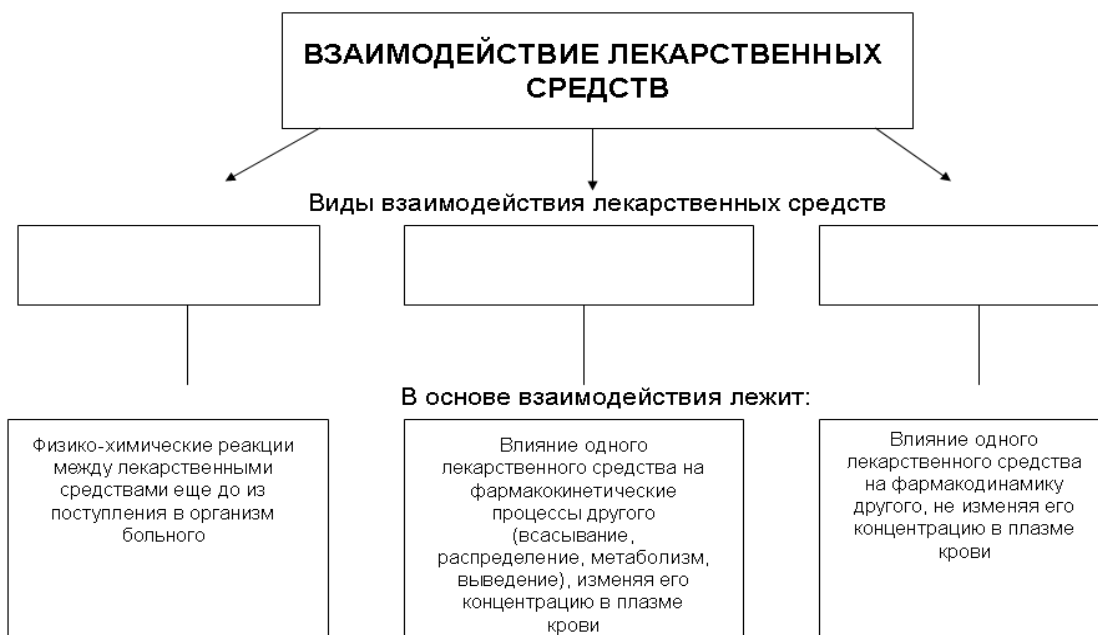 ВЗАИМОДЕЙСТВИЕ ЛЕКАРСТВЕННЫХ
СРЕДСТВ
Виды взаимодействия лекарственных средств
В основе взаимодействия лежит:
Физико-химические реакции
между лекарственными
средствами еще до из
поступления в организм
больного
Влияние одного
лекарственного средства на
фармакокинетические
процессы другого
(всасывание,
распределение, метаболизм,
выведение), изменяя его
концентрацию в плазме
крови
Влияние одного
лекарственного средства
на фармакодинамику
другого, не изменяя его
концентрацию в плазме
крови